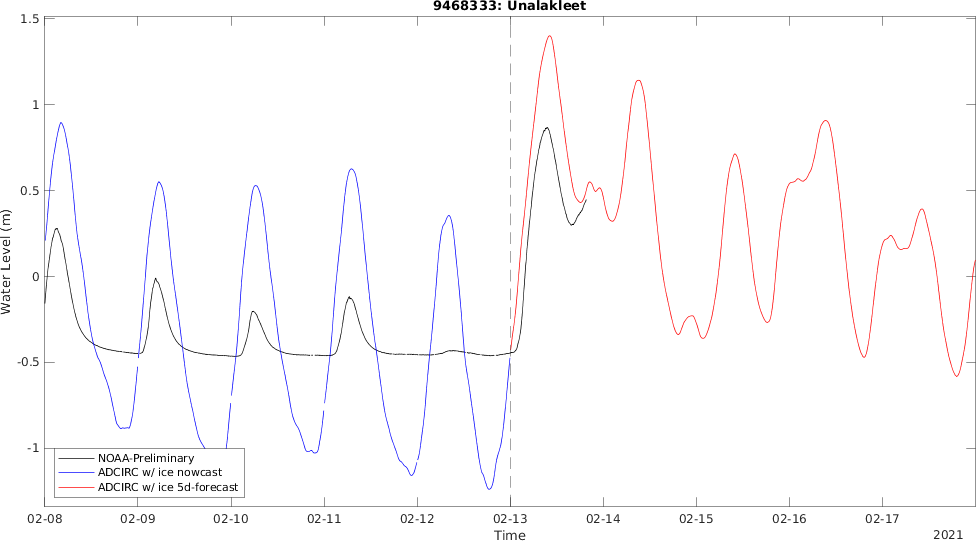 9468333: Unalakleet
Water Level (m)
1.5
1
0.5
0
-0.5
-1
NOAA-Preliminary
ADCIRC w/ ice nowcast
ADCIRC w/ ice 5d-forecast
02-08 02-09 02-10 02-11 02-12 02-13 02-14 02-15 02-16 02-17
Time
2021